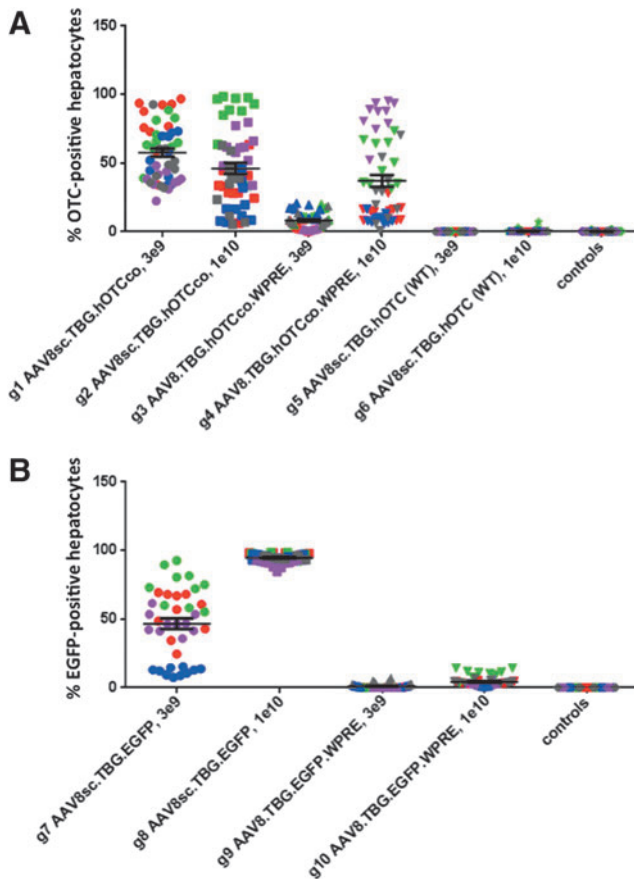 A
150
100
50
0
% OTC-positive hepatocytes
g1 AAV8sc.TBG.hOTCco, 3e9
g2 AAV8sc.TBG.hOTCco, 1e10
g3 AAV8.TBG.hOTCco.WPRE, 3e9
g4 AAV8.TBG.hOTCco.WPRE, 1e10
g5 AAV8sc.TBG.hOTC (WT), 3e9
g6 AAV8sc.TBG.hOTC (WT), 1e10
controls
B
150
100
50
0
% EGFP-positive hepatocytes
g7 AAV8sc.TBG.EGFP, 3e9
g8 AAV8sc.TBG.EGFP, 1e10
g9 AAV8.TBG.EGFP.WPRE, 3e9
g10 AAV8.TBG.EGFP.WPRE, 1e10
controls